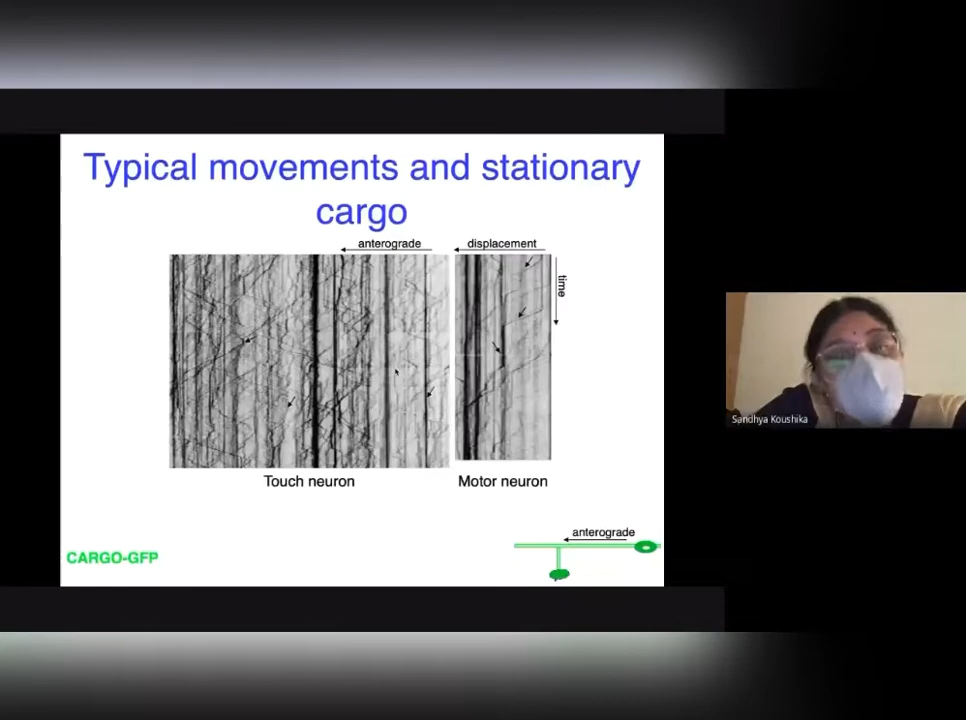 Typical movements and stationary
cargo
anterograde
displacement
time
Touch neuron
Motor neuron
Sandhya Koushika
anterograde
CARGO-GFP